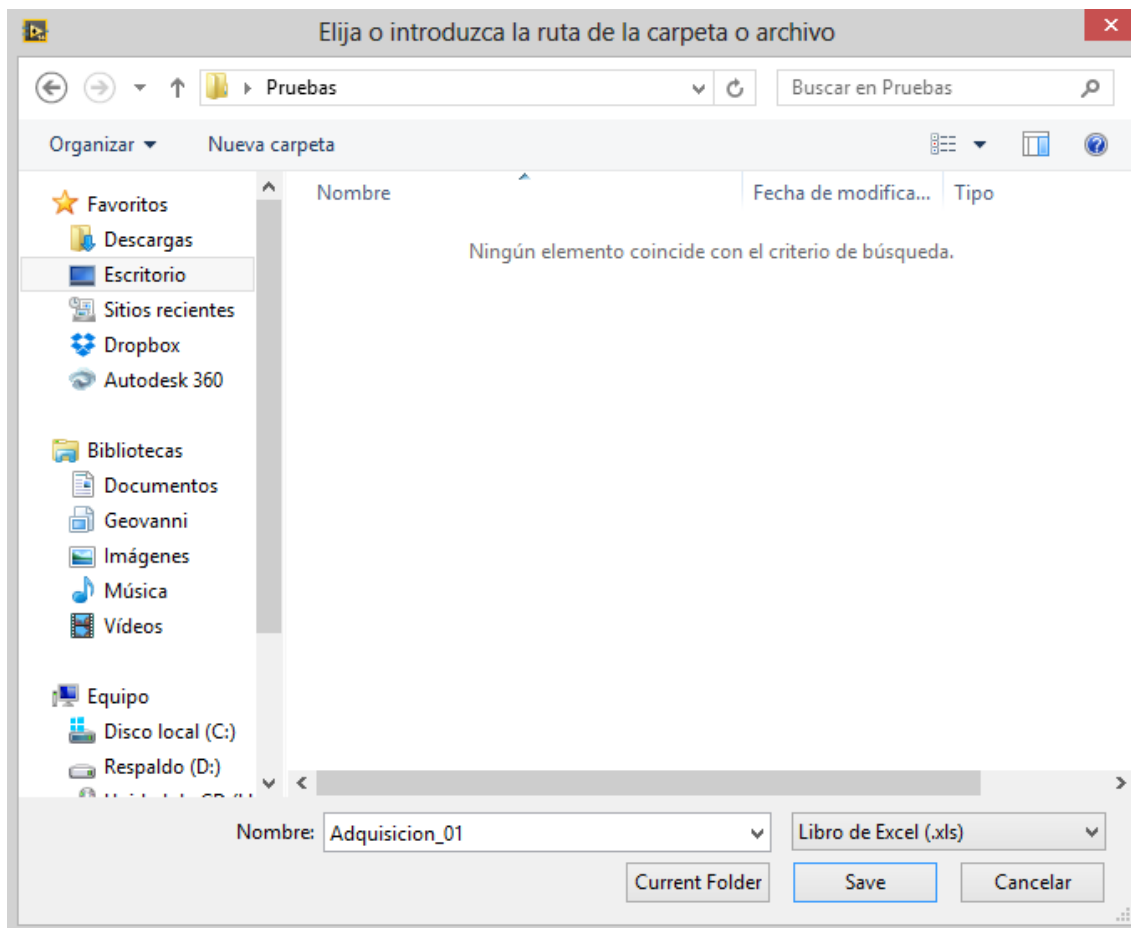 Elija o introduzca la ruta de la carpeta o archivo
Pruebas
Buscar en Pruebas
Organizar
Nueva carpeta
Nombre
Fecha de modifica...
Tipo
Ningún elemento coincide con el criterio de búsqueda.
Favoritos
Descargas
Escritorio
Sitios recientes
Dropbox
Autodesk 360
Bibliotecas
Documentos
Geovanni
Imágenes
Música
Vídeos
Equipo
Disco local (C:)
Respaldo (D:)
Nombre: Adquisicion_01
Libro de Excel (.xls)
Current Folder
Save
Cancelar